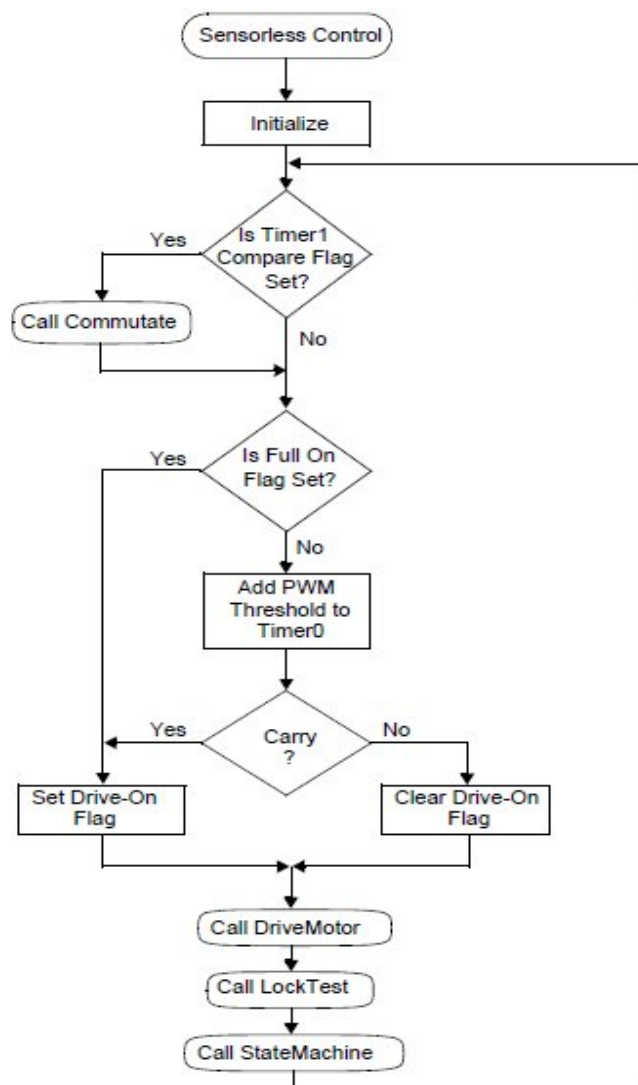 Sensorless Control
Initialize
Yes
Is Timer1
Compare Flag
Set?
Call Commutate
No
Yes
Is Full On
Flag Set?
No
Add PWM
Threshold to
Timer0
Yes
Carry
?
No
Set Drive-On
Flag
Clear Drive-On
Flag
Call DriveMotor
Call LockTest
Call StateMachine